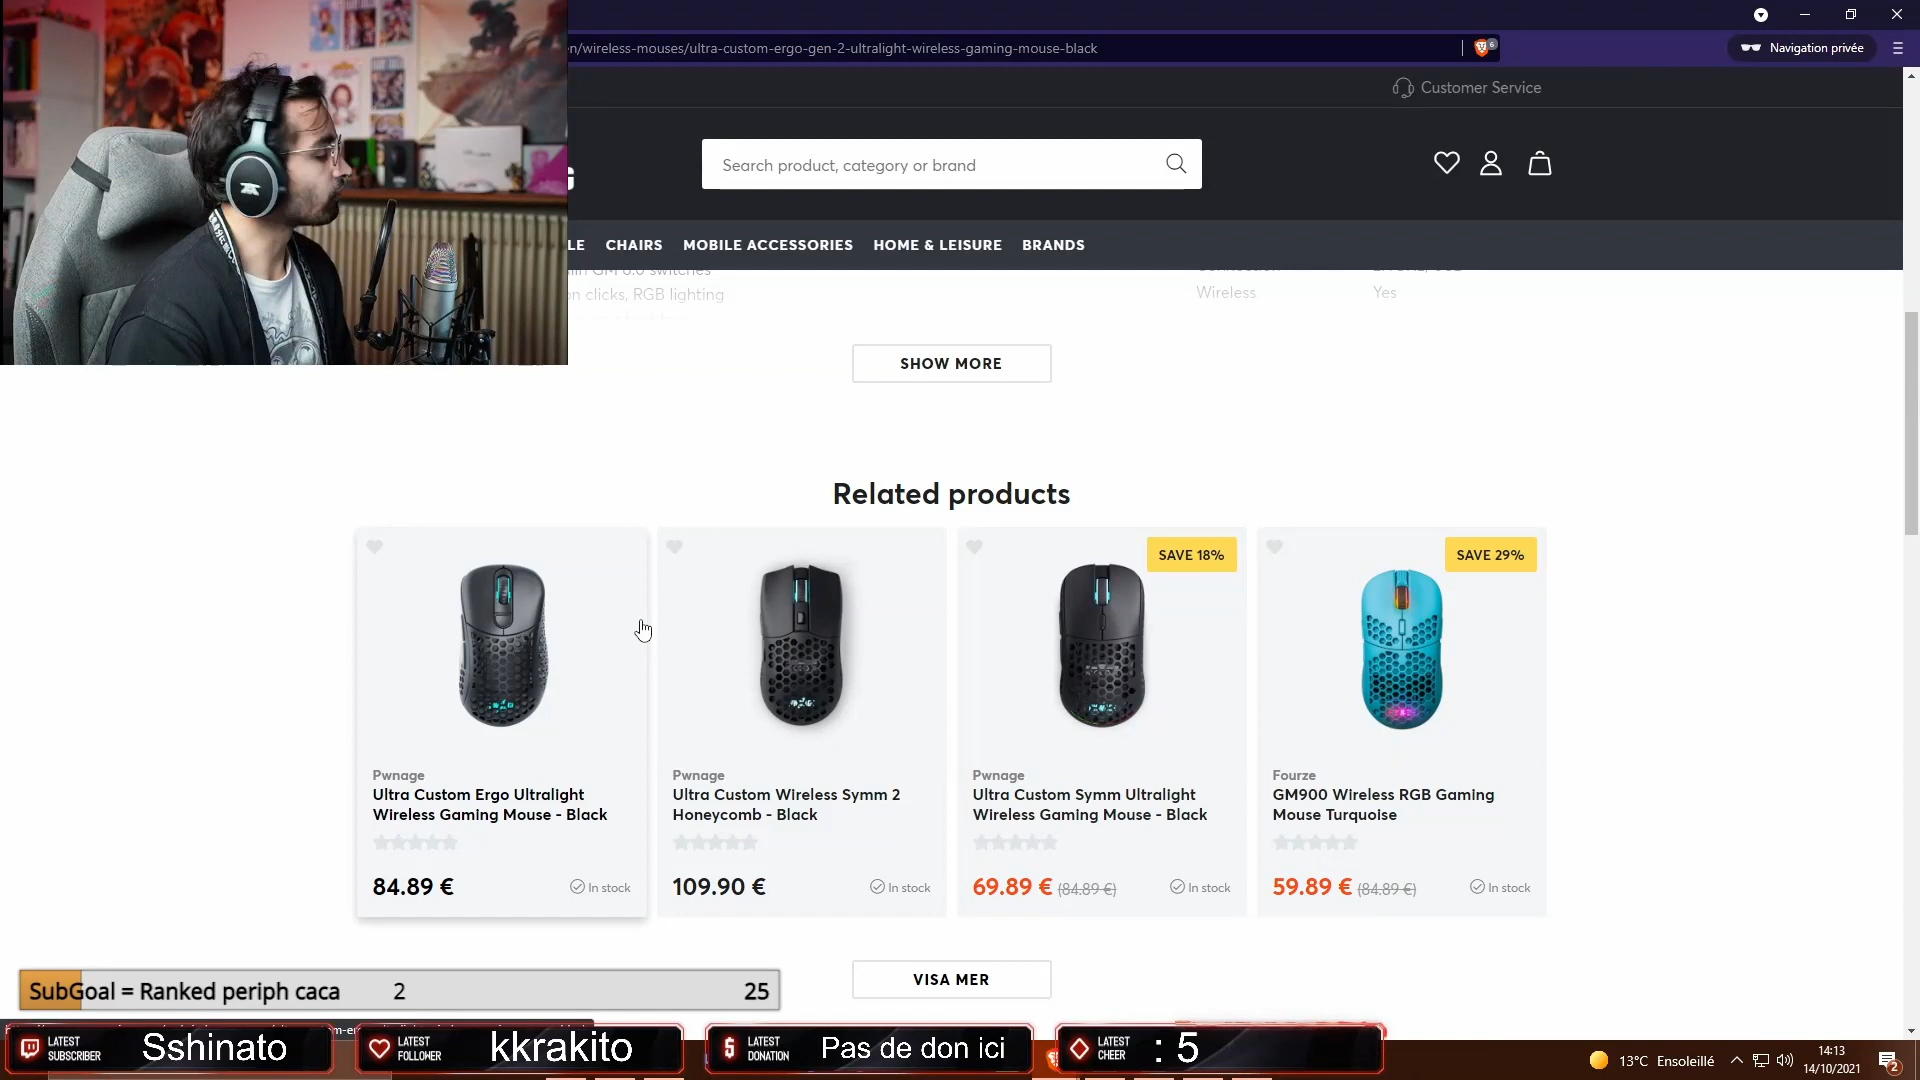 n/wireless-mouses/ultra-custom-ergo-gen-2-ultralight-wireless-gaming-mouse-black
6
Navigation privée
Customer Service
Search product, category or brand
G
LE CHAIRS MOBILE ACCESSORIES HOME & LEISURE BRANDS
on clicks, RGB lighting
Wireless Yes
SHOW MORE
Related products
SAVE 18%
SAVE 29%
Pwnage
Ultra Custom Ergo Ultralight
Wireless Gaming Mouse - Black
84.89 € In stock
Pwnage
Ultra Custom Wireless Symm 2
Honeycomb - Black
109.90 € In stock
Pwnage
Ultra Custom Symm Ultralight
Wireless Gaming Mouse - Black
69.89 € (84.89 €) In stock
Fourze
GM900 Wireless RGB Gaming
Mouse Turquoise
59.89 € (84.89 €) In stock
VISA MER
SubGoal = Ranked periph caca 2 25
LATEST SUBSCRIBER Sshinato
LATEST FOLLOWER kkrakito
LATEST DONATION Pas de don ici
LATEST CHEER : 5
13°C Ensoleillé
14:13
14/10/2021
2